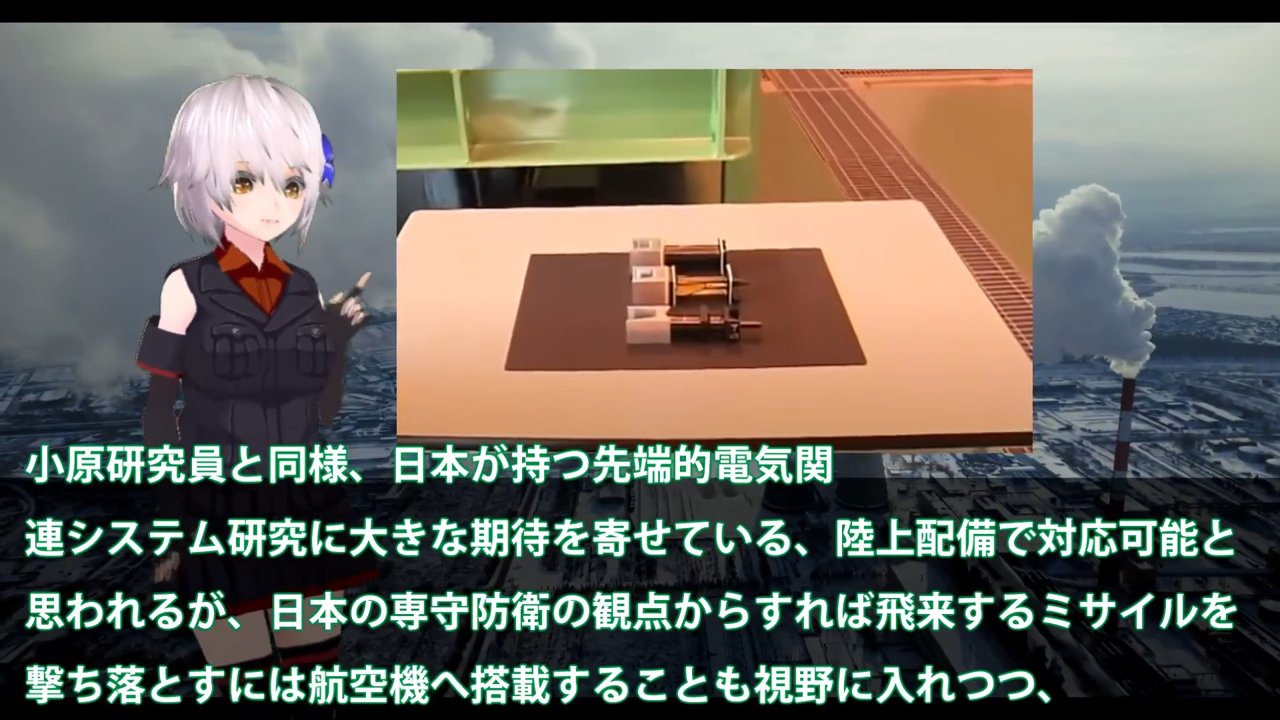 小原研究員と同様、日本が持つ先端的電気関
連システム研究に大きな期待を寄せている、陸上配備で対応可能と
思われるが、日本の専守防衛の観点からすれば飛来するミサイルを
撃ち落とすには航空機へ搭載することも視野に入れつつ、